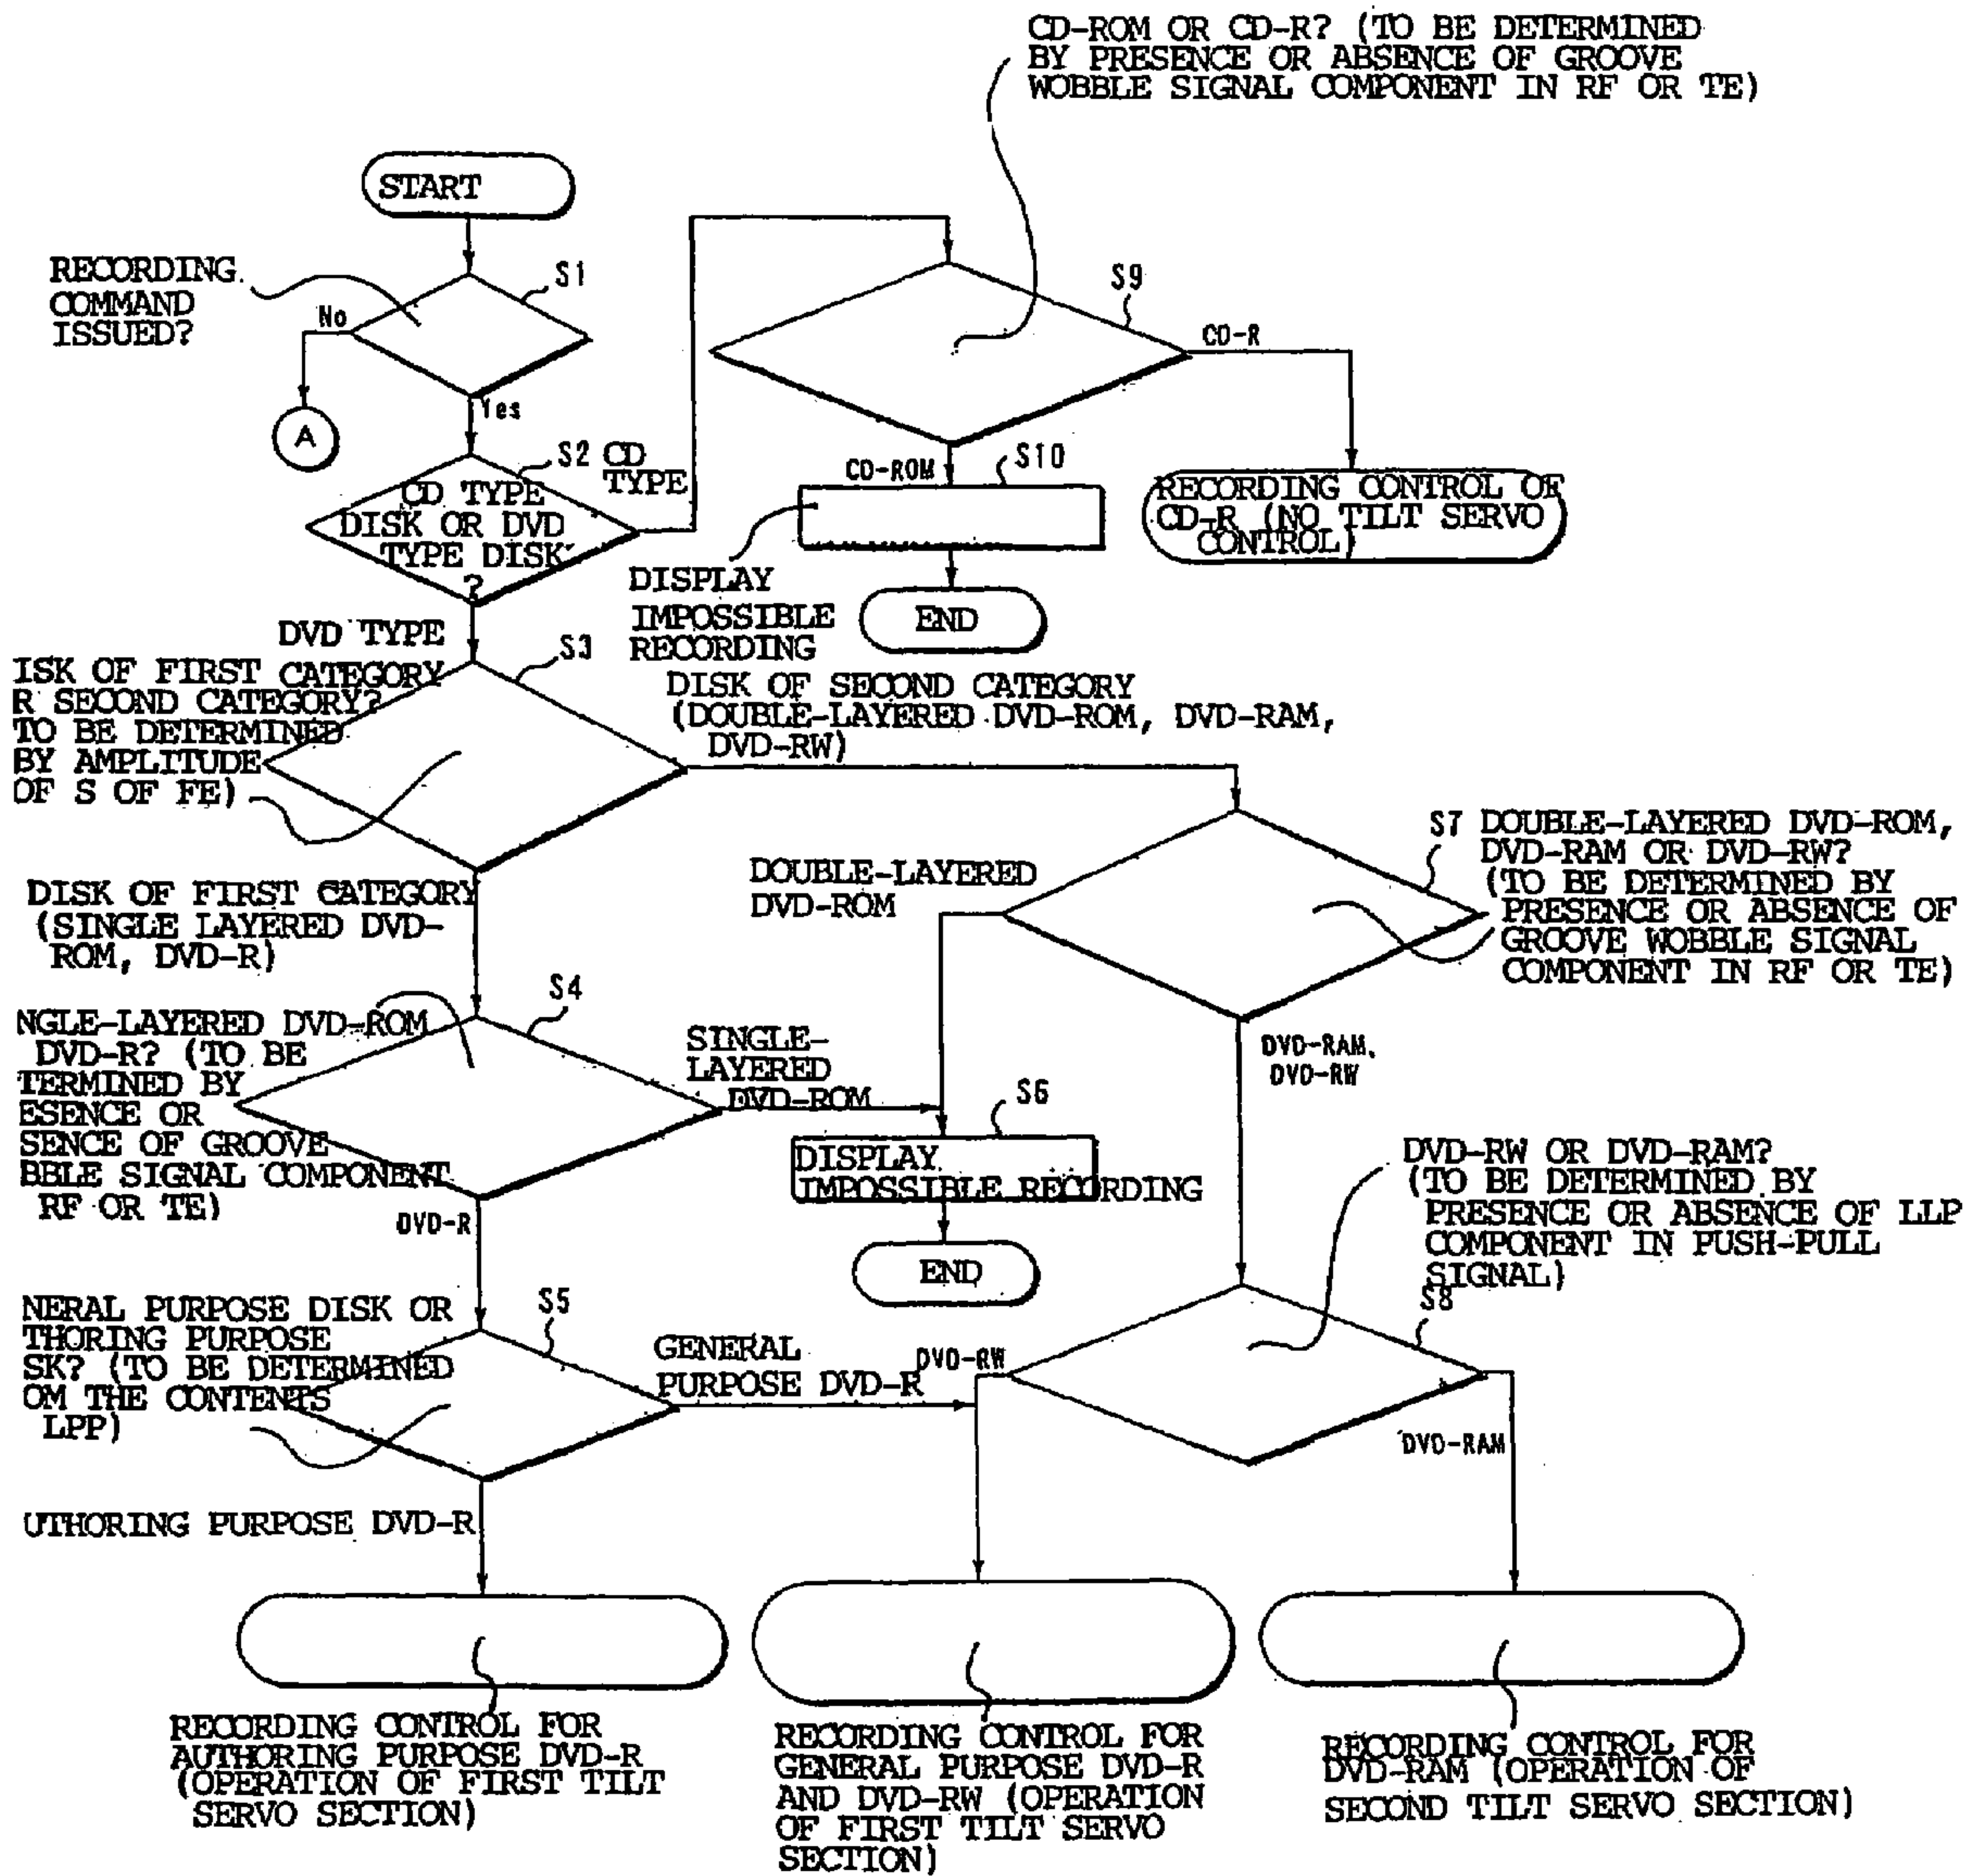 CD-ROM OR CD-R? (TO BE DETERMINED
BY PRESENCE OR ABSENCE OF GROOVE
WOBBLE SIGNAL COMPONENT IN RF OR TE)
START
RECORDING
COMMAND
ISSUED?
S1
No
A
Yes
S2
CD
TYPE
CD TYPE
DISK OR DVD
TYPE DISK
?
S9
CD-R
CD-ROM
S10
RECORDING CONTROL OF
CD-R (NO TILT SERVO
CONTROL)
DISPLAY
IMPOSSIBLE
RECORDING
END
DVD TYPE
S3
ISK OF FIRST CATEGORY
R SECOND CATEGORY?
TO BE DETERMINED
BY AMPLITUDE
OF S OF FE)
DISK OF SECOND CATEGORY
(DOUBLE-LAYERED DVD-ROM, DVD-RAM,
DVD-RW)
S7
DOUBLE-LAYERED DVD-ROM,
DVD-RAM OR DVD-RW?
(TO BE DETERMINED BY
PRESENCE OR ABSENCE OF
GROOVE WOBBLE SIGNAL
COMPONENT IN RF OR TE)
DOUBLE-LAYERED
DVD-ROM
DISK OF FIRST CATEGORY
(SINGLE LAYERED DVD-
ROM, DVD-R)
S4
NGLE-LAYERED DVD-ROM
DVD-R? (TO BE
TERMINED BY
ESENCE OR
SENCE OF GROOVE
BBLE SIGNAL COMPONENT
RF OR TE)
SINGLE-
LAYERED
DVD-ROM
DVD-RAM,
DVD-RW
S6
DISPLAY
IMPOSSIBLE RECORDING
END
DVD-R
DVD-RW OR DVD-RAM?
(TO BE DETERMINED BY
PRESENCE OR ABSENCE OF LLP
COMPONENT IN PUSH-PULL
SIGNAL)
S8
S5
NERAL PURPOSE DISK OR
THORING PURPOSE
SK? (TO BE DETERMINED
OM THE CONTENTS
LPP)
GENERAL
PURPOSE DVD-R
DVD-RW
DVD-RAM
UTHORING PURPOSE DVD-R
RECORDING CONTROL FOR
AUTHORING PURPOSE DVD-R
(OPERATION OF FIRST TILT
SERVO SECTION)
RECORDING CONTROL FOR
GENERAL PURPOSE DVD-R
AND DVD-RW (OPERATION
OF FIRST TILT SERVO
SECTION)
RECORDING CONTROL FOR
DVD-RAM (OPERATION OF
SECOND TILT SERVO SECTION)